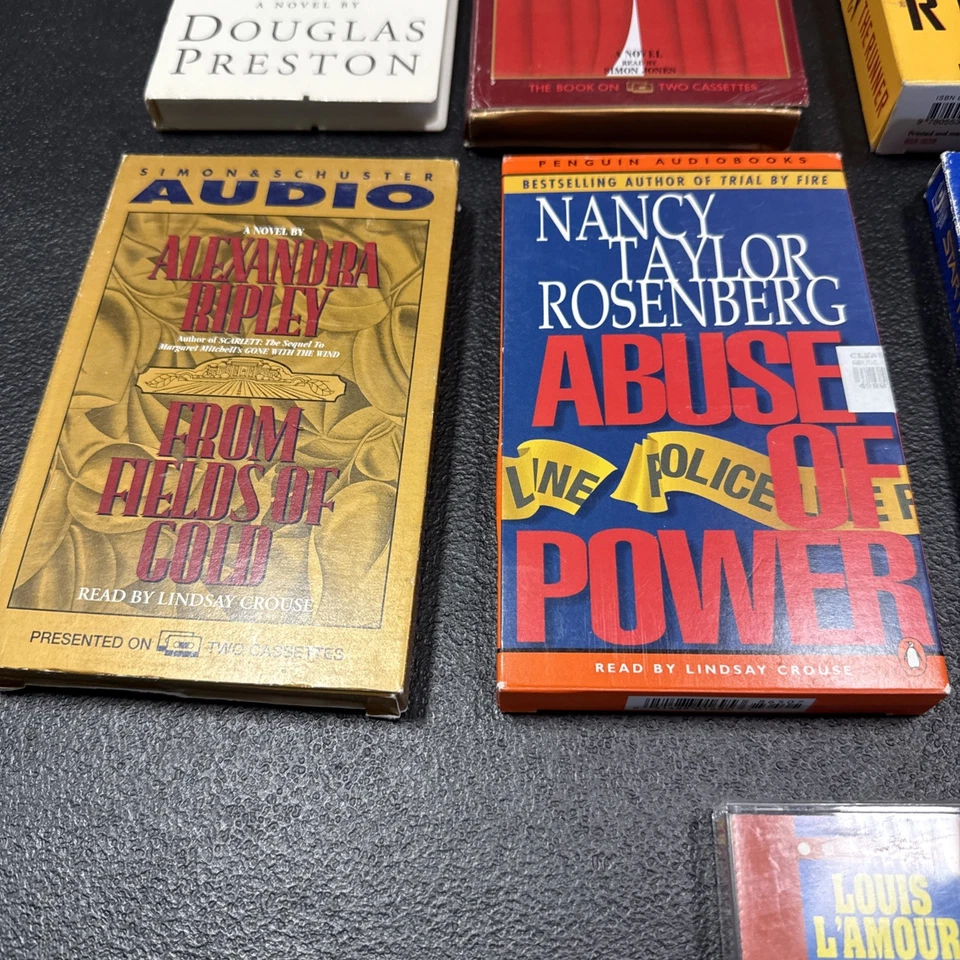 A NOVEL BY
DOUGLAS
PRESTON
A NOVEL
READ BY
SIMON JONES
THE BOOK ON TWO CASSETTES
THE RUNNER
R
ISBN
SIMON & SCHUSTER
AUDIO
A NOVEL BY
ALEXANDRA
RIPLEY
Author of SCARLETT: The Sequel To
Margaret Mitchell's GONE WITH THE WIND
FROM
FIELDS OF
GOLD
READ BY LINDSAY CROUSE
PRESENTED ON TWO CASSETTES
PENGUIN AUDIOBOOKS
BESTSELLING AUTHOR OF TRIAL BY FIRE
NANCY
TAYLOR
ROSENBERG
ABUSE
OF
POWER
LINE POLICE
READ BY LINDSAY CROUSE
LOUIS
L'AMOUR